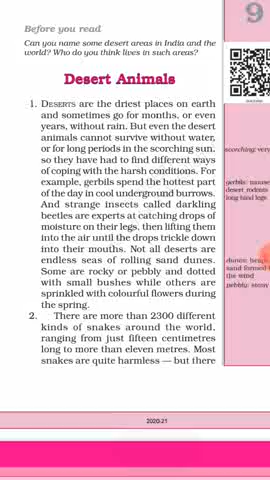 Before you read
9
Can you name some desert areas in India and the
world? Who do you think lives in such areas?
Desert Animals
1. DESERTS are the driest places on earth
and sometimes go for months, or even
years, without rain. But even the desert
animals cannot survive without water,
or for long periods in the scorching sun,
so they have had to find different ways
of coping with the harsh conditions. For
example, gerbils spend the hottest part
of the day in cool underground burrows.
And strange insects called darkling
beetles are experts at catching drops of
moisture on their legs, then lifting them
into the air until the drops trickle down
into their mouths. Not all deserts are
endless seas of rolling sand dunes.
Some are rocky or pebbly and dotted
with small bushes while others are
sprinkled with colourful flowers during
the spring.
scorching: very
gerbils: mouse
desert rodents
long hind legs
dunes: heap
sand formed
the wind
pebbly: stony
2. There are more than 2300 different
kinds of snakes around the world,
ranging from just fifteen centimetres
long to more than eleven metres. Most
snakes are quite harmless — but there
2020-21